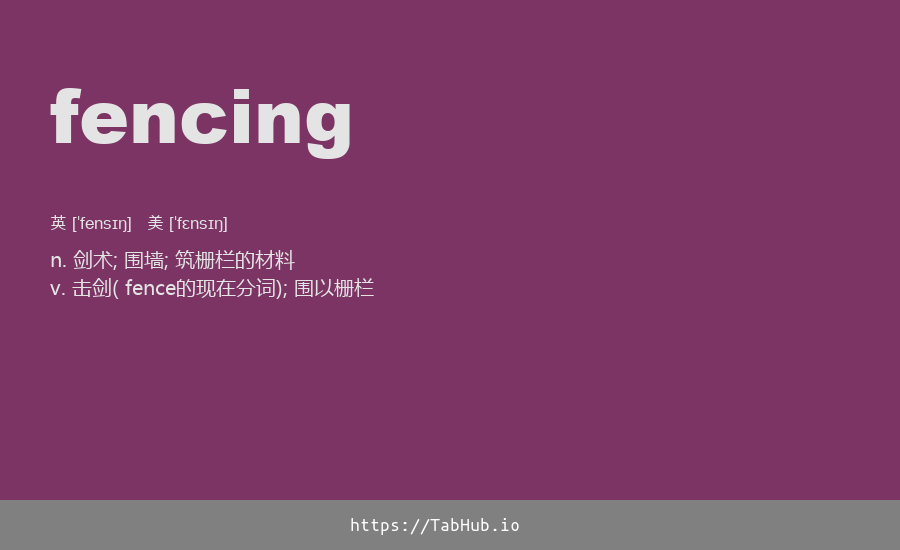 fencing
英 [ˈfensɪŋ] 美 [ˈfɛnsɪŋ]
n. 剑术; 围墙; 筑栅栏的材料
v. 击剑( fence的现在分词); 围以栅栏
https://TabHub.io